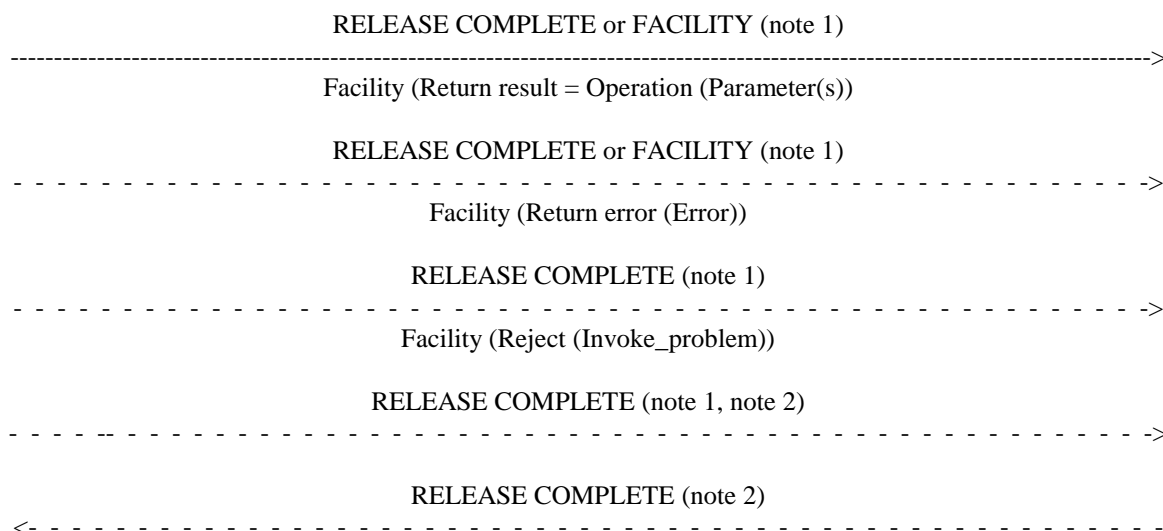 RELEASE COMPLETE or FACILITY (note 1)
------------------------------------------------------------------------------------------------------------------------------------>
Facility (Return result = Operation (Parameter(s))
RELEASE COMPLETE or FACILITY (note 1)
- - - - - - - - - - - - - - - - - - - - - - - - - - - - - - - - - - - - - - - - - - - - - - - - - - - ->
Facility (Return error (Error))
RELEASE COMPLETE (note 1)
- - - - - - - - - - - - - - - - - - - - - - - - - - - - - - - - - - - - - - - - - - - - - - - - - - - ->
Facility (Reject (Invoke_problem))
RELEASE COMPLETE (note 1, note 2)
- - - - -- - - - - - - - - - - - - - - - - - - - - - - - - - - - - - - - - - - - - - - - - - - - - - ->
RELEASE COMPLETE (note 2)
<- - - - - - - - - - - - - - - - - - - - - - - - - - - - - - - - - - - - - - - - - - - - - - - - - - -